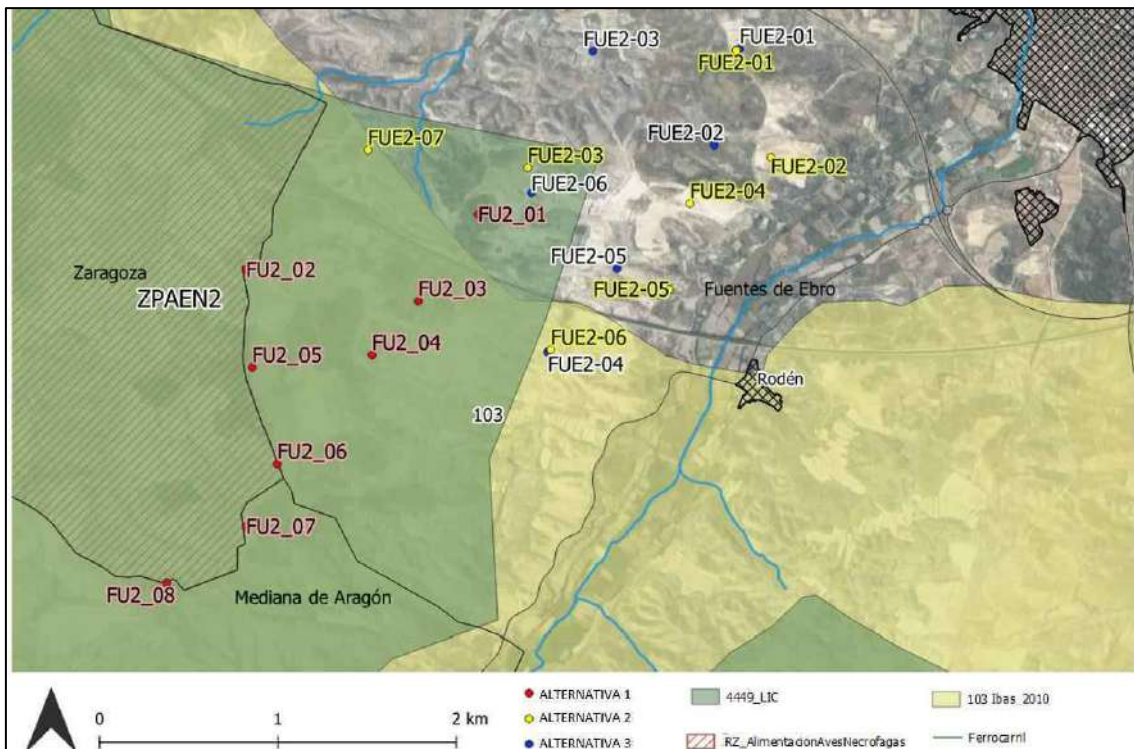 FUE2-03
FUE2-01
FUE2-01
FUE2-02
FUE2-07
FUE2-03
FUE2-02
FUE2-06
FUE2-04
FU2_01
Zaragoza
FU2_02
FUE2-05
ZPAEN2
FU2_03
FUE2-05
Fuentes de Ebro
FU2_04
FUE2-06
FU2_05
FUE2-04
Rodén
103
FU2_06
FU2_07
FU2_08
Mediana de Aragón
0 1 2 km
ALTERNATIVA 1
ALTERNATIVA 2
ALTERNATIVA 3
4449_LIC
RZ_AlimentacionAvesNecrofagas
103 Ibas_2010
Ferrocarril